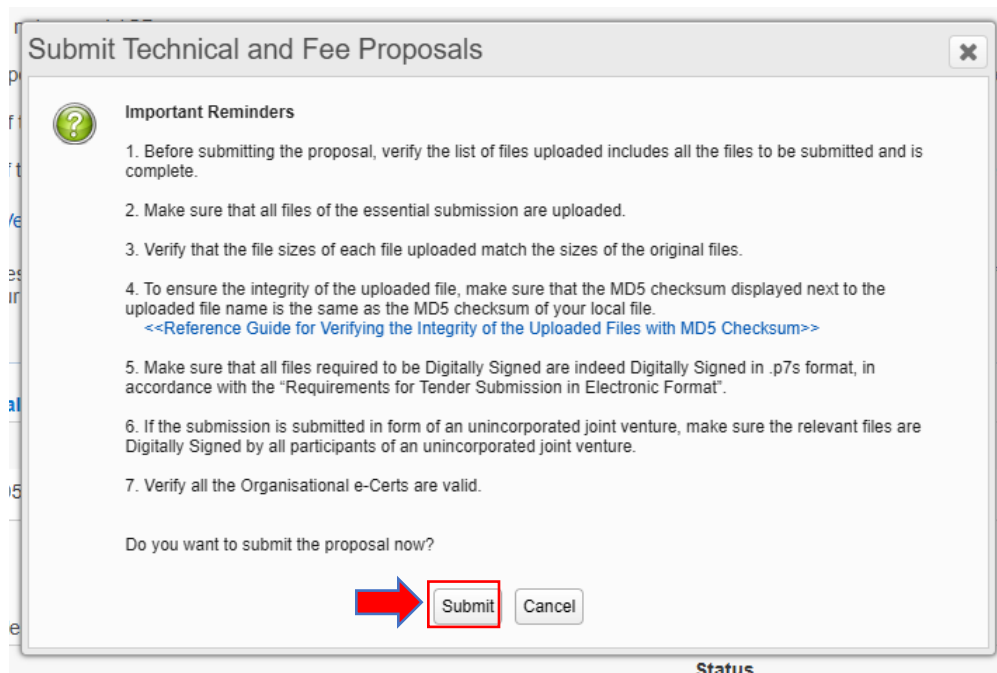 Submit Technical and Fee Proposals
Important Reminders
1. Before submitting the proposal, verify the list of files uploaded includes all the files to be submitted and is
complete.
2. Make sure that all files of the essential submission are uploaded.
3. Verify that the file sizes of each file uploaded match the sizes of the original files.
4. To ensure the integrity of the uploaded file, make sure that the MD5 checksum displayed next to the
uploaded file name is the same as the MD5 checksum of your local file.
<<Reference Guide for Verifying the Integrity of the Uploaded Files with MD5 Checksum>>
5. Make sure that all files required to be Digitally Signed are indeed Digitally Signed in .p7s format, in
accordance with the “Requirements for Tender Submission in Electronic Format”.
6. If the submission is submitted in form of an unincorporated joint venture, make sure the relevant files are
Digitally Signed by all participants of an unincorporated joint venture.
7. Verify all the Organisational e-Certs are valid.
Do you want to submit the proposal now?
Submit Cancel
Status